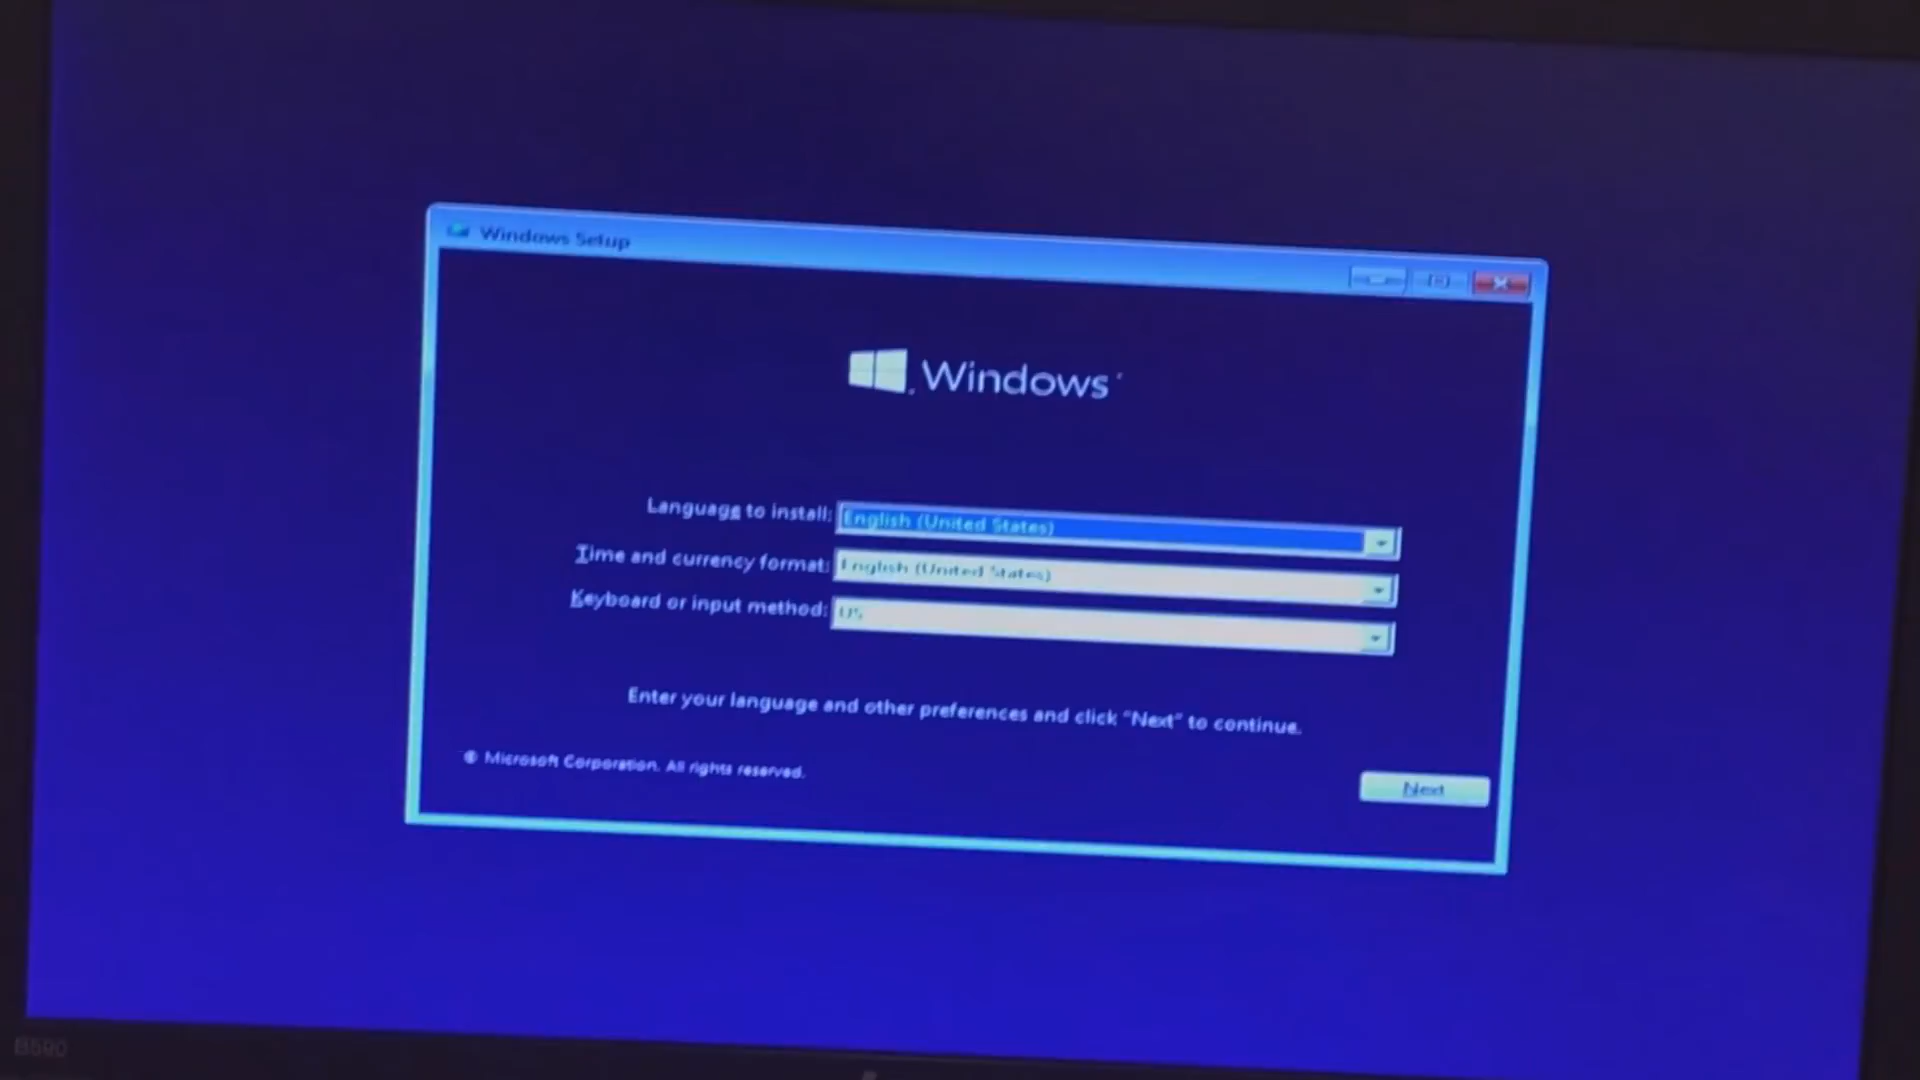 Windows Setup
Windows
Language to install: English (United States)
Time and currency format: English (United States)
Keyboard or input method: US
Enter your language and other preferences and click "Next" to continue.
© Microsoft Corporation. All rights reserved.
Next
B590